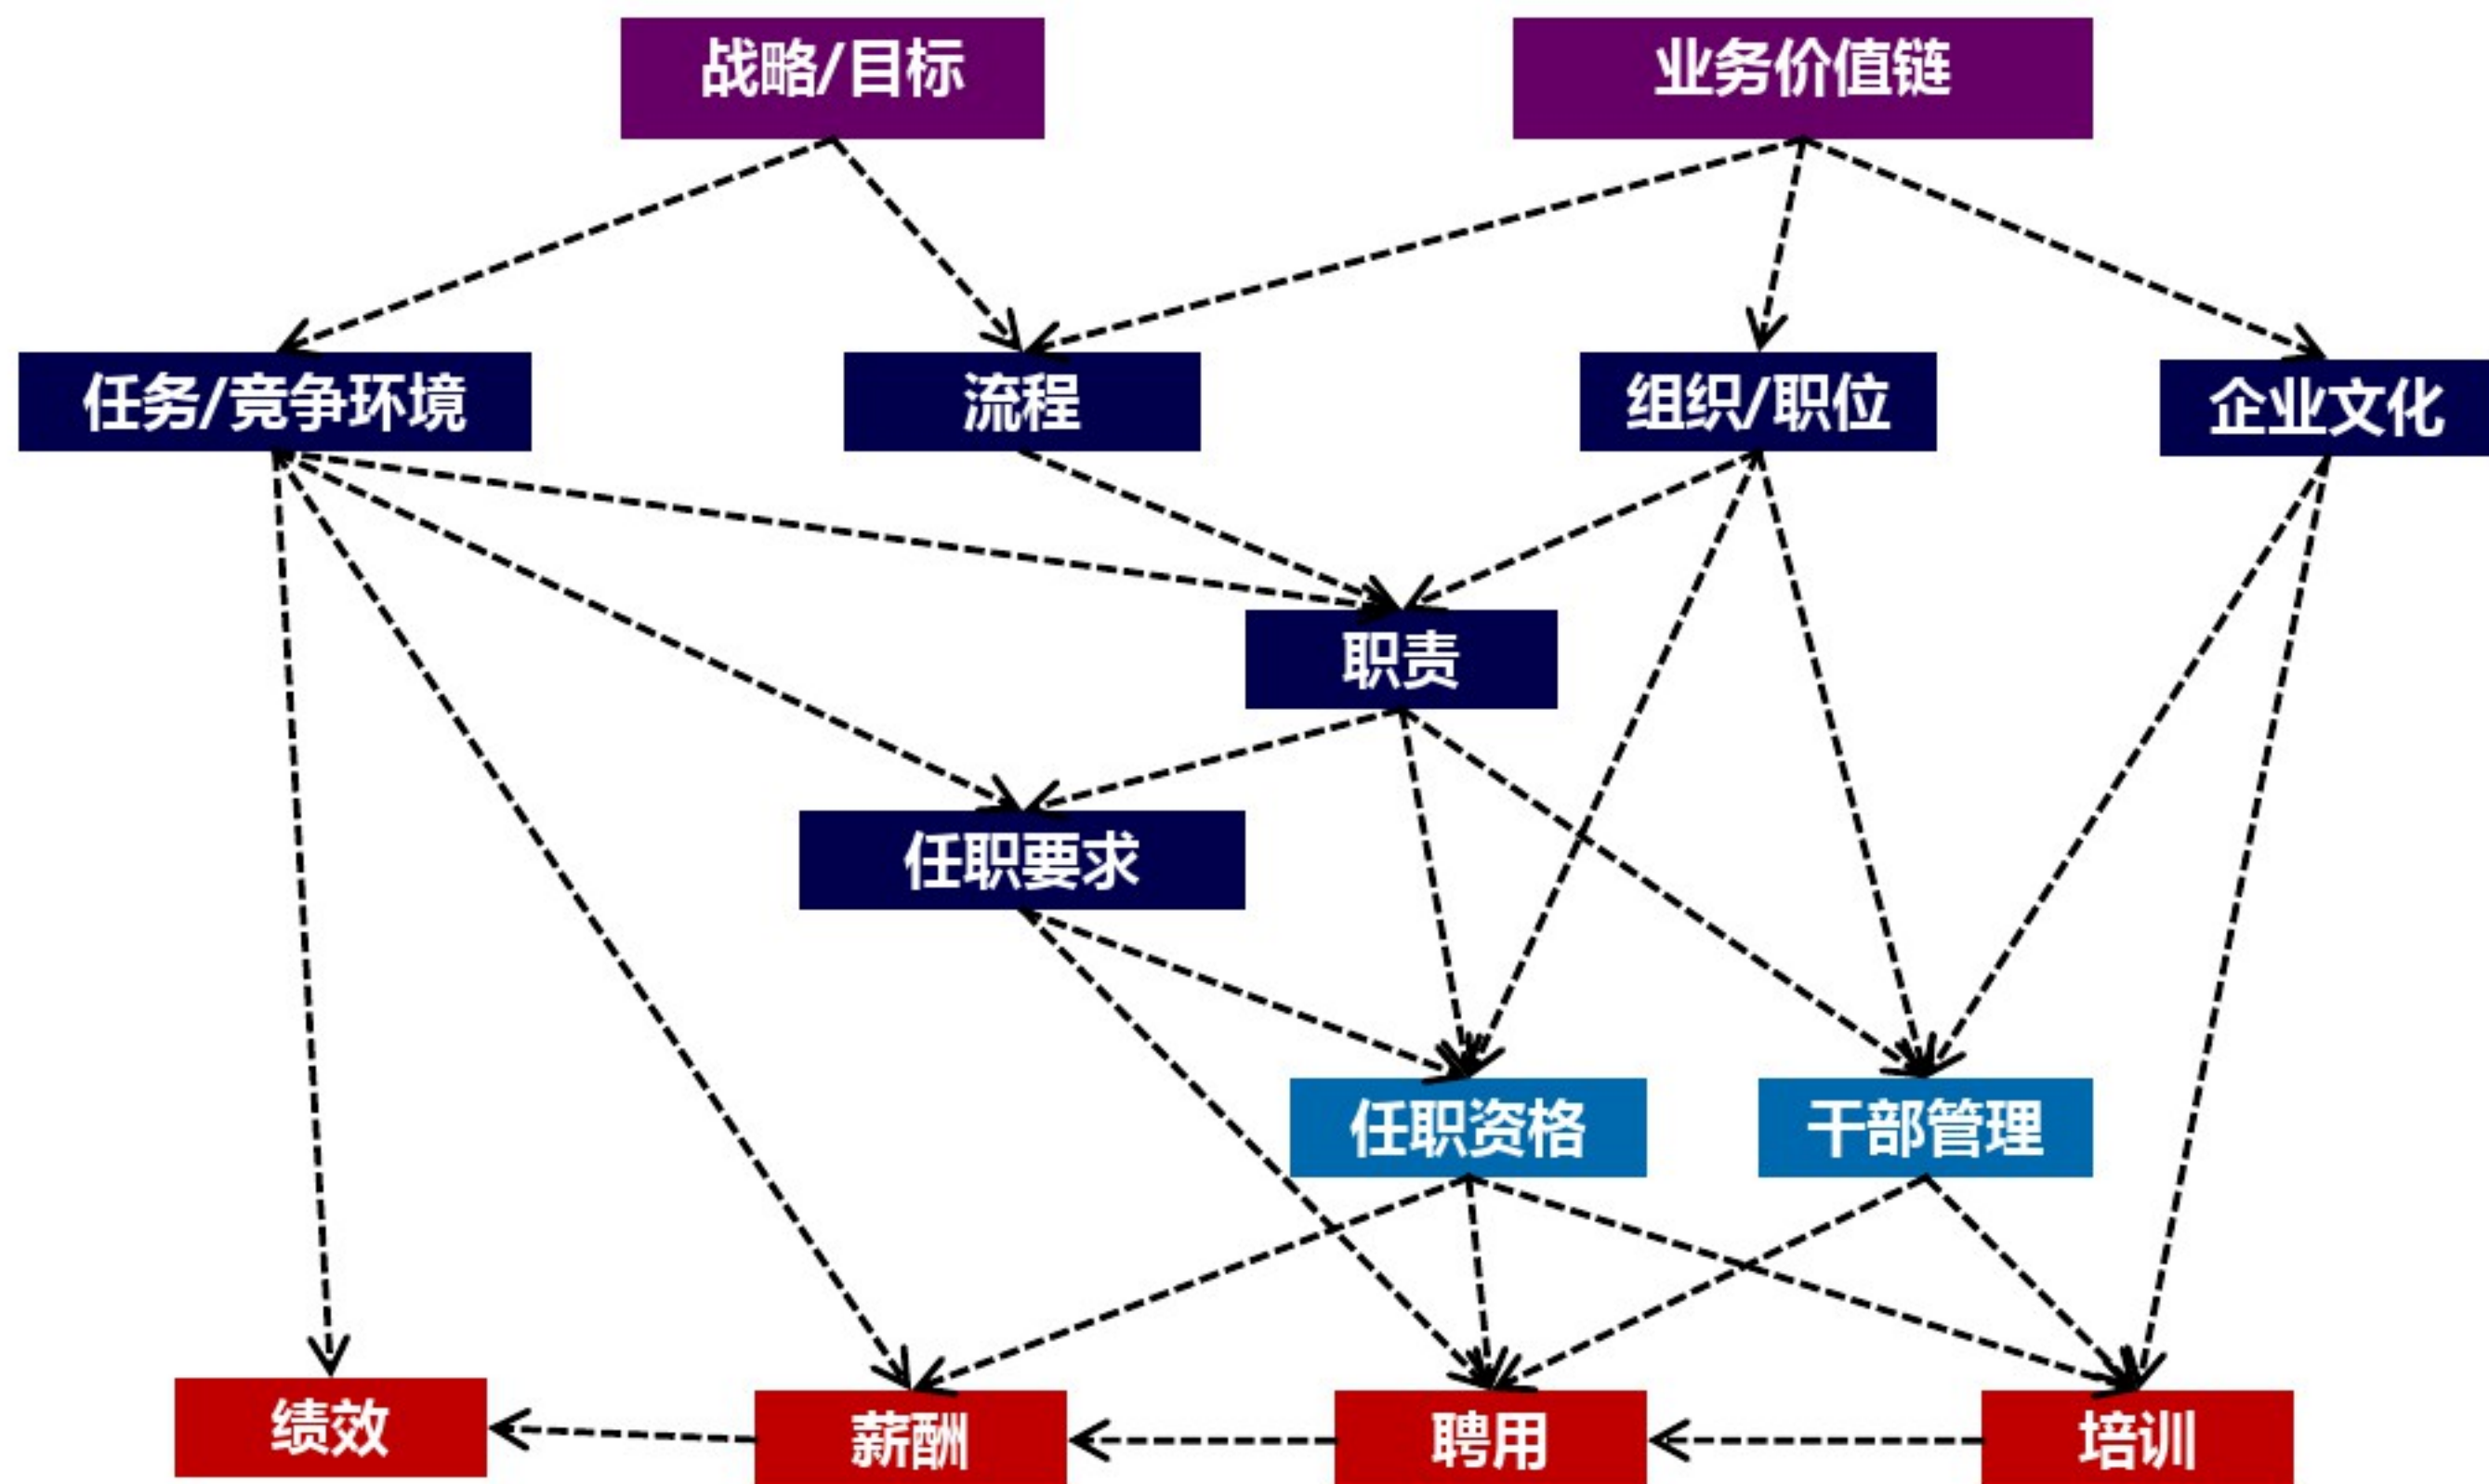 战略/目标
业务价值链
任务/竞争环境
流程
组织/职位
企业文化
职责
任职要求
任职资格
干部管理
绩效
薪酬
聘用
培训